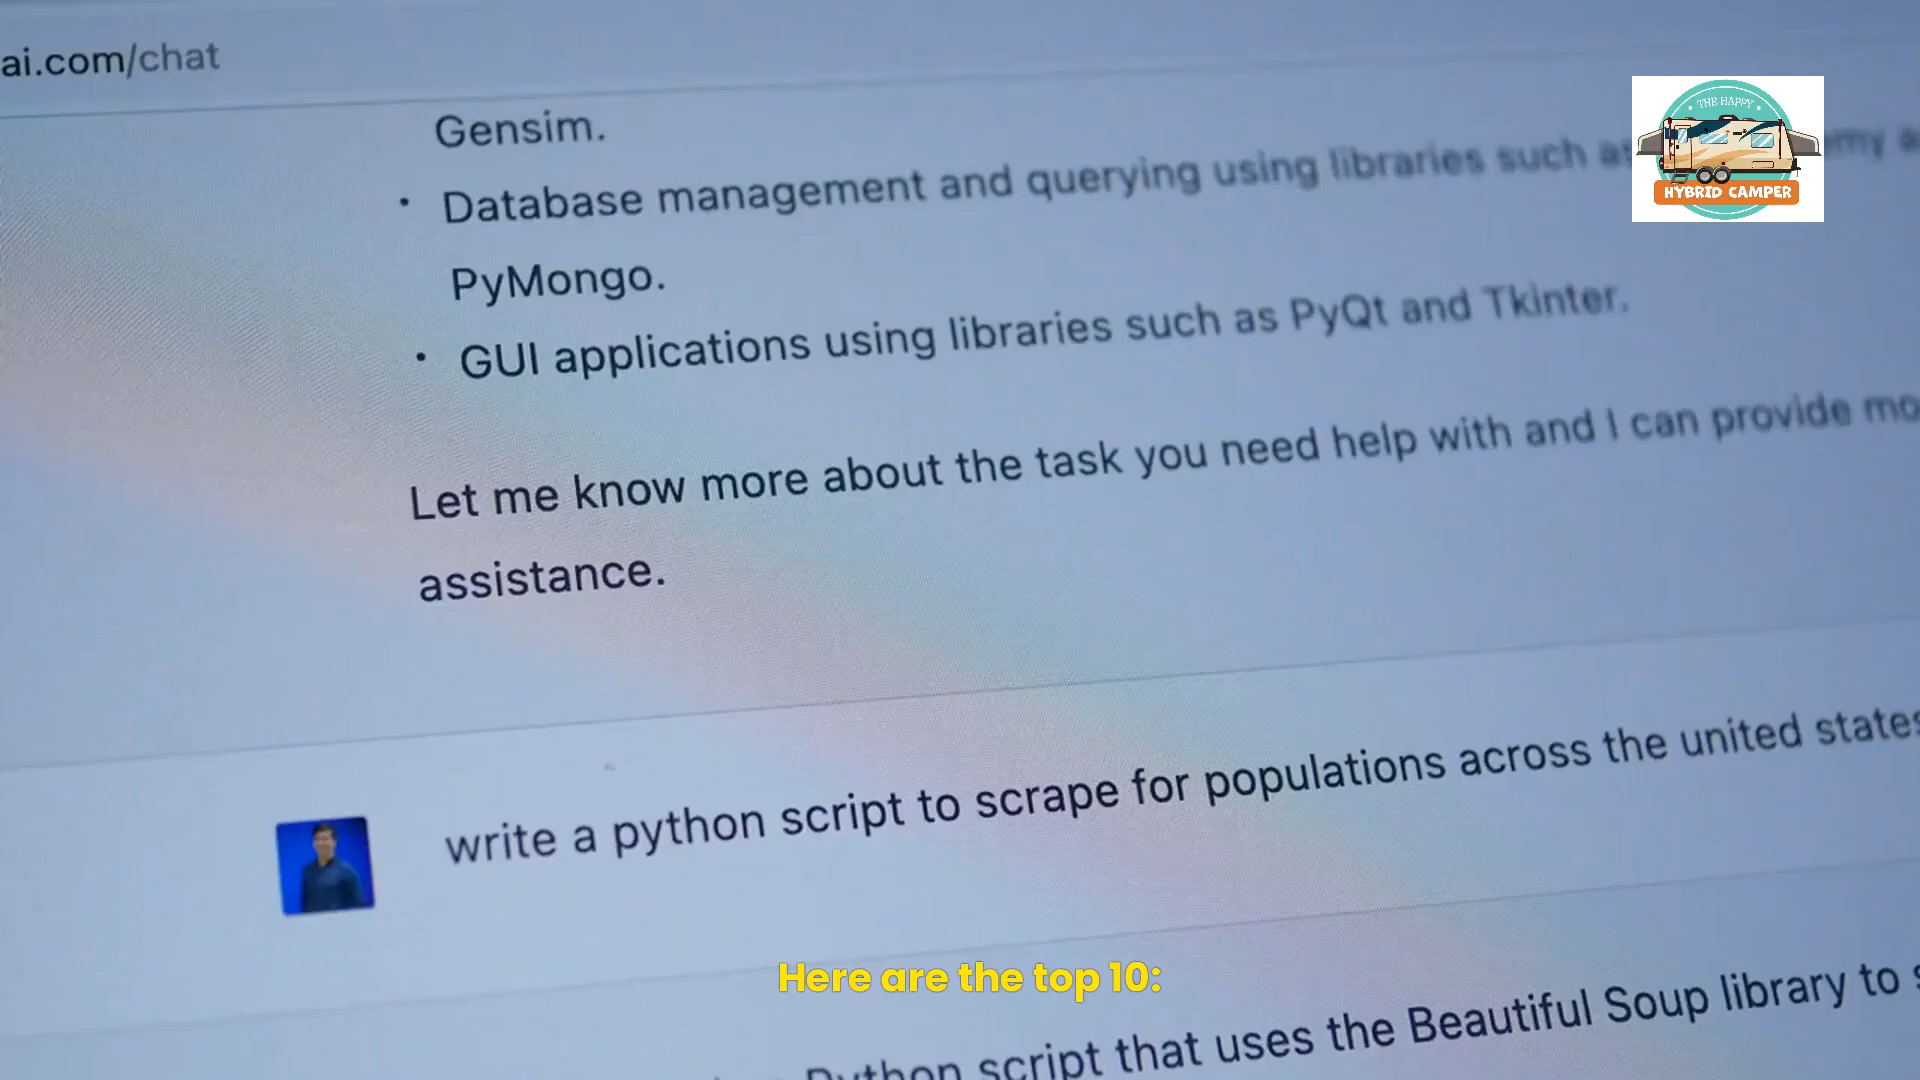 ai.com/chat
Gensim.
THE HAPPY
HYBRID CAMPER
• Database management and querying using libraries such as
PyMongo.
• GUI applications using libraries such as PyQt and Tkinter.
Let me know more about the task you need help with and I can provide
assistance.
write a python script to scrape for populations across the united states
Here are the top 10:
Python script that uses the Beautiful Soup library to